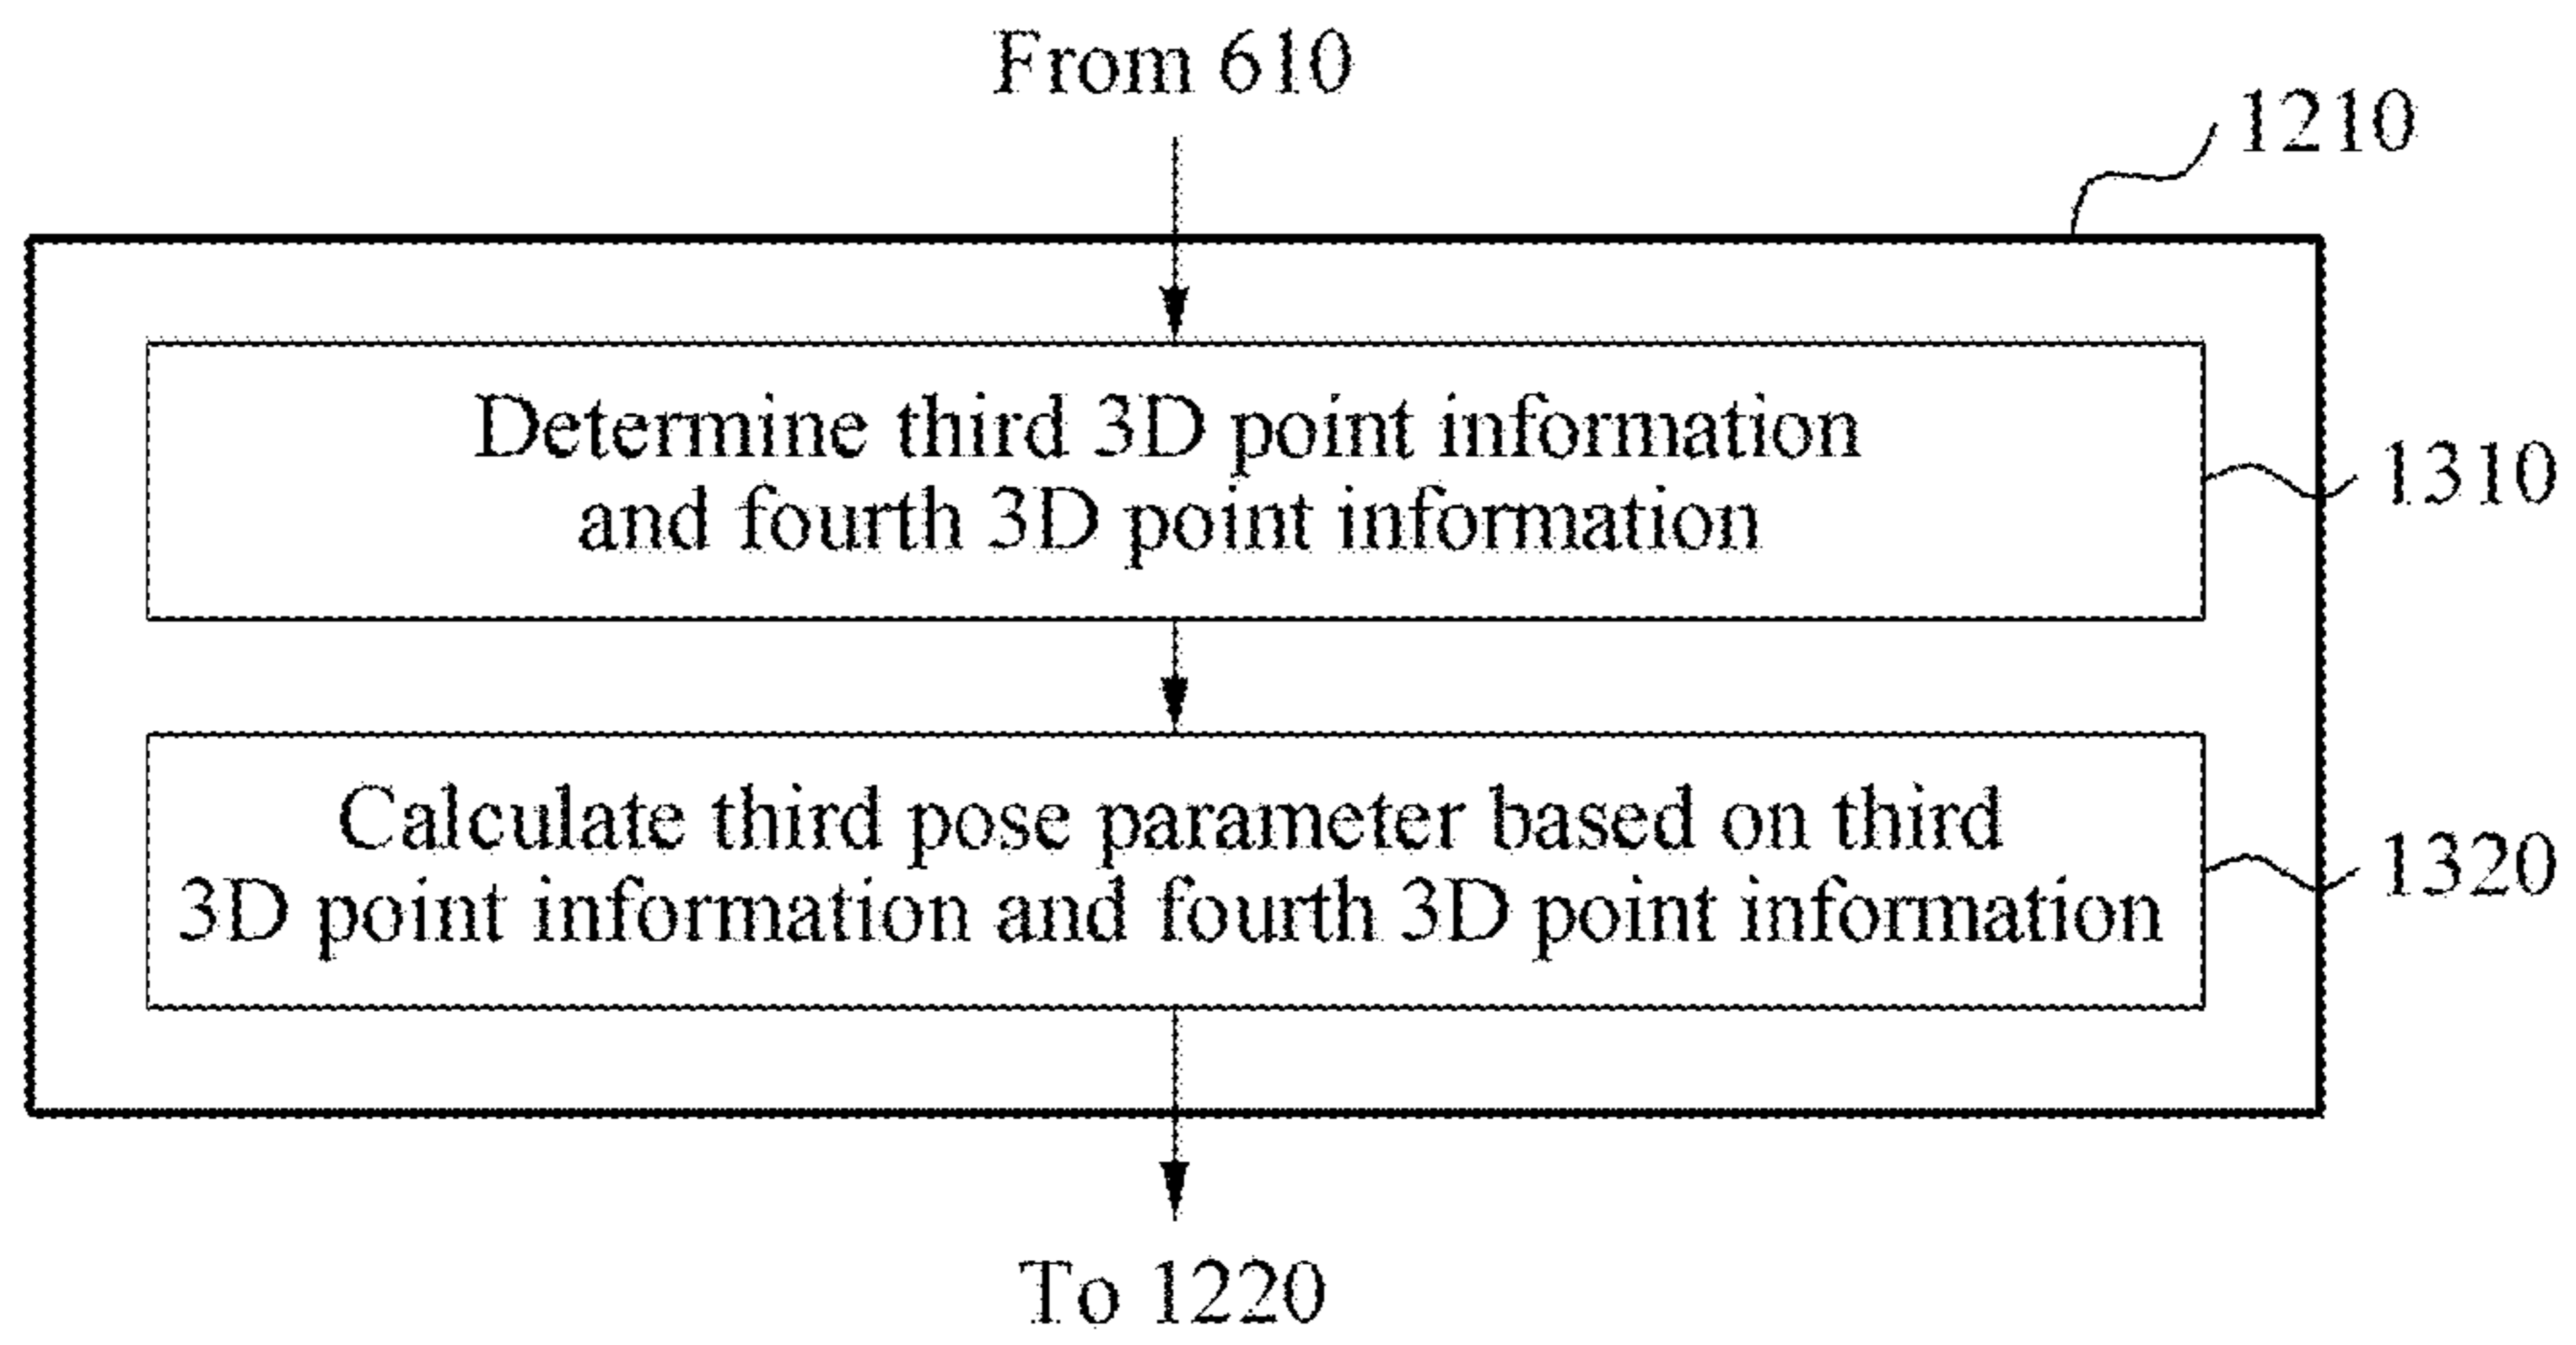 From 610
1210
Determine third 3D point information
and fourth 3D point information
1310
Calculate third pose parameter based on third
3D point information and fourth 3D point information
1320
To 1220